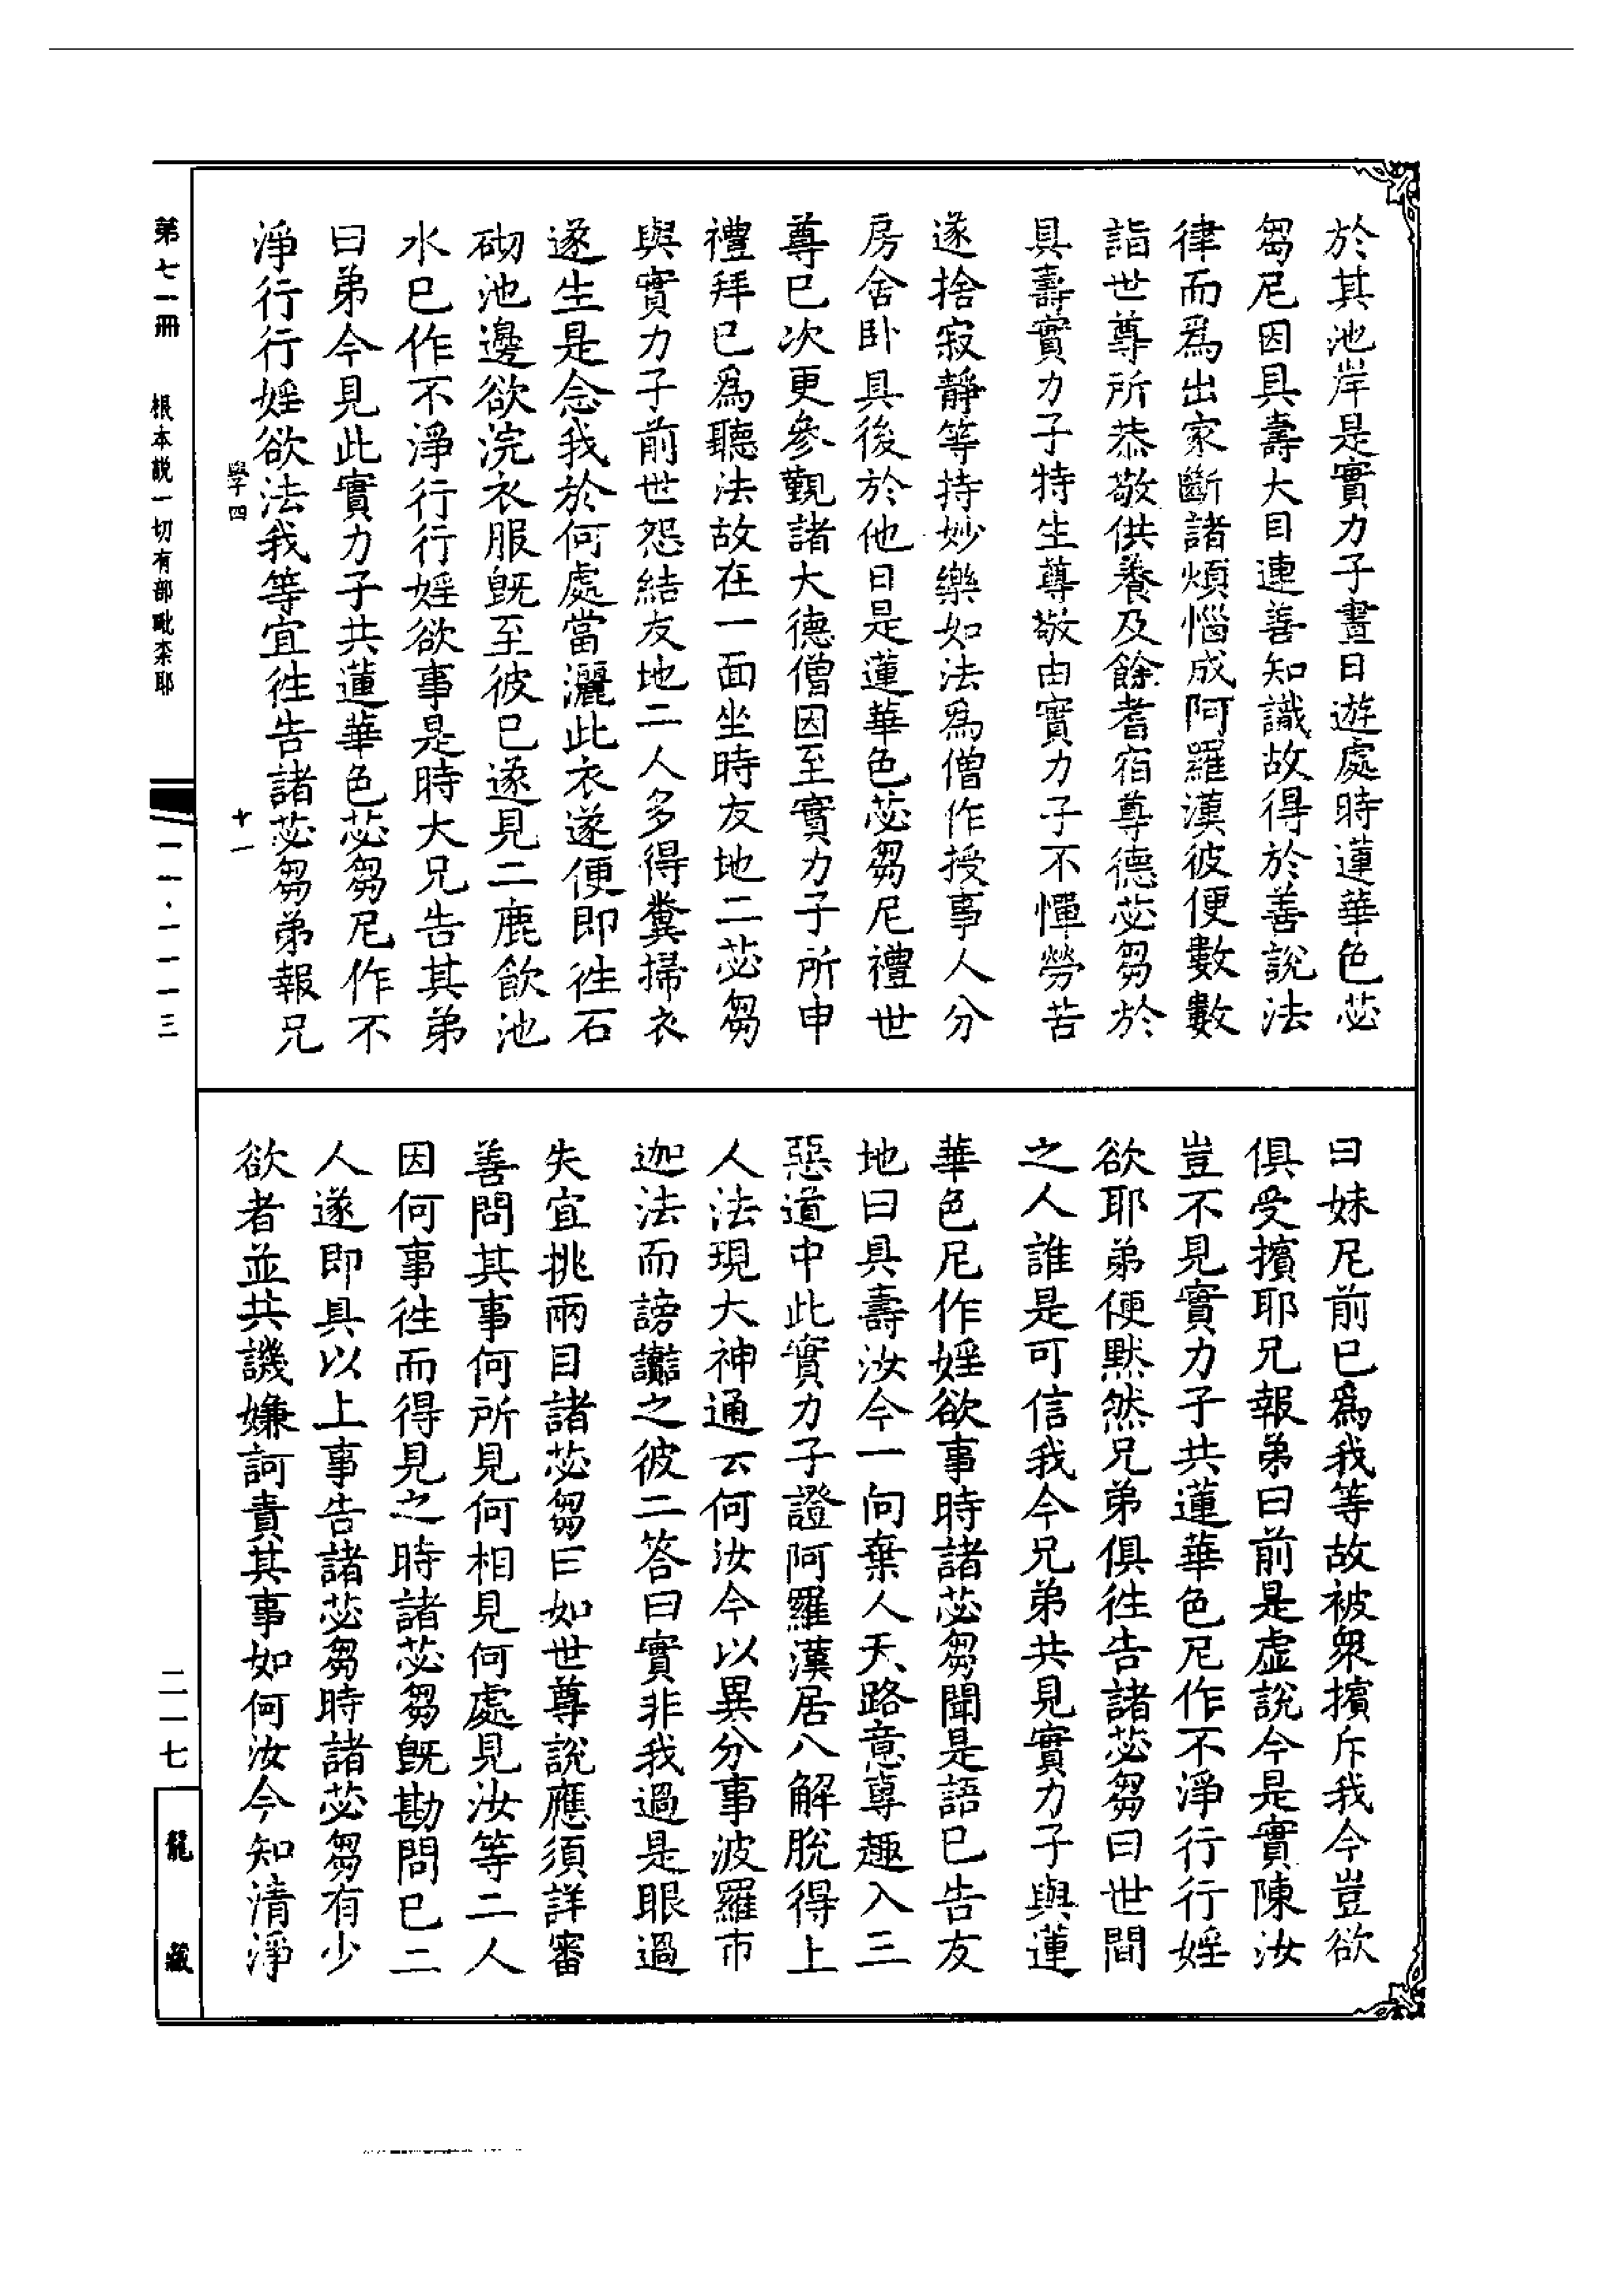 於其池岸是實力子晝日遊處時蓮華色苾
芻尼因具壽大目連善知識故得於善說法
律而爲出家斷諸煩惱成阿羅漢彼便數數
詣世尊所恭敬供養及餘耆宿尊德苾芻於
具壽實力子特生尊敬由實力子不憚勞苦
遂捨寂靜等持妙樂如法爲僧作授事人分
房舍卧具後於他日是蓮華色苾芻尼禮世
尊已次更參覲諸大德僧因至實力子所申
禮拜已爲聽法故在一面坐時友地二苾芻
與實力子前世怨結友地二人多得糞掃衣
遂生是念我於何處當灑此衣遂便即往石
砌池邊欲浣衣服既至彼已遂見二鹿飲池
水已作不淨行行婬欲事是時大兄告其弟
曰弟今見此實力子共蓮華色苾芻尼作不
淨行行婬欲法我等宜往告諸苾芻弟報兄
曰妹尼前已爲我等故被衆擯斥我今豈欲
俱受擯耶兄報弟曰前是虛說今是實陳汝
豈不見實力子共蓮華色尼作不淨行行婬
欲耶弟便默然兄弟俱往告諸苾芻曰世間
之人誰是可信我今兄弟共見實力子與蓮
華色尼作婬欲事時諸苾芻聞是語已告友
地曰具壽汝今一向棄人天路意專趣入三
惡道中此實力子證阿羅漢居八解脫得上
人法現大神通云何汝今以異分事波羅市
迦法而謗讟之彼二答曰實非我過是眼過
失宜挑兩目諸苾芻曰如世尊說應須詳審
善問其事何所見何相見何處見汝等二人
因何事往而得見之時諸苾芻既勘問已二
人遂即具以上事告諸苾芻時諸苾芻有少
欲者並共譏嫌訶責其事如何汝今知清淨
學四
十一
第七一冊
根本說一切有部毗柰耶
一一·一一一三
二一七
龍藏